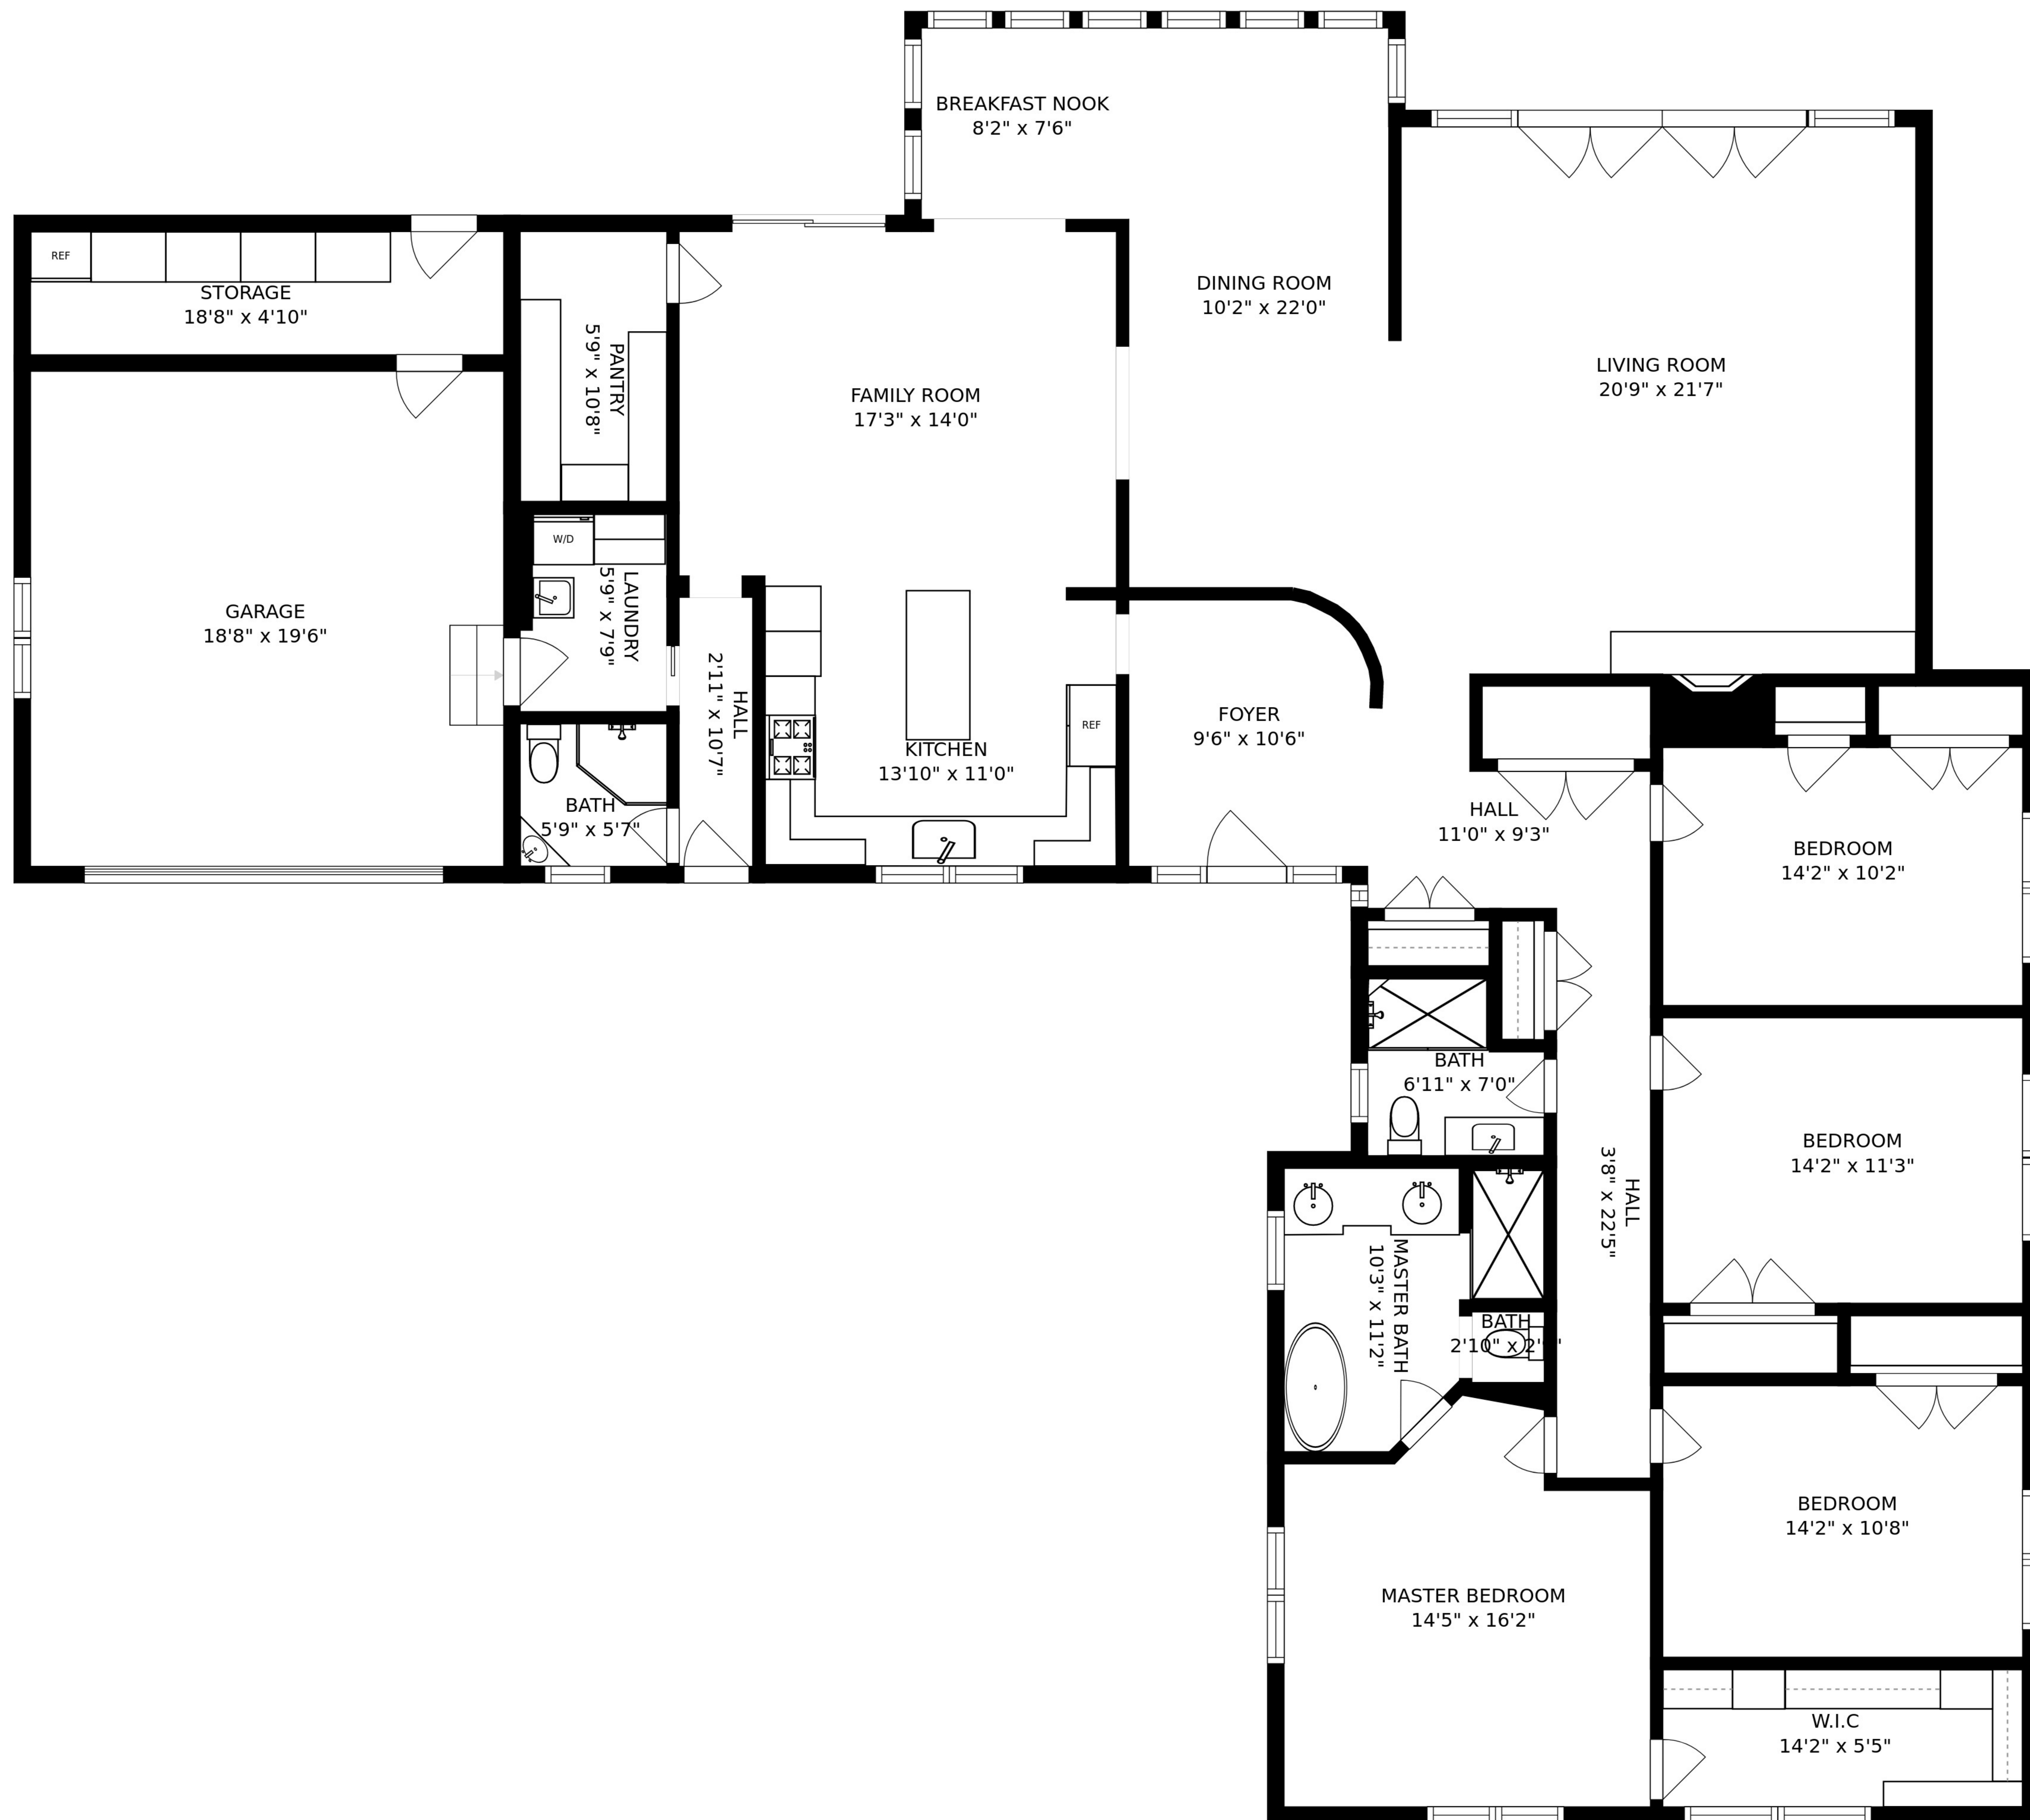 BREAKFAST NOOK
8'2" x 7'6"
REF
STORAGE
18'8" x 4'10"
DINING ROOM
10'2" x 22'0"
PANTRY
5'9" x 10'8"
FAMILY ROOM
17'3" x 14'0"
LIVING ROOM
20'9" x 21'7"
W/D
LAUNDRY
5'9" x 7'9"
GARAGE
18'8" x 19'6"
HALL
2'11" x 10'7"
REF
KITCHEN
13'10" x 11'0"
FOYER
9'6" x 10'6"
BATH
5'9" x 5'7"
HALL
11'0" x 9'3"
BEDROOM
14'2" x 10'2"
BATH
6'11" x 7'0"
BEDROOM
14'2" x 11'3"
HALL
3'8" x 22'5"
MASTER BATH
10'3" x 11'2"
BATH
2'10" x
BEDROOM
14'2" x 10'8"
MASTER BEDROOM
14'5" x 16'2"
W.I.C
14'2" x 5'5"